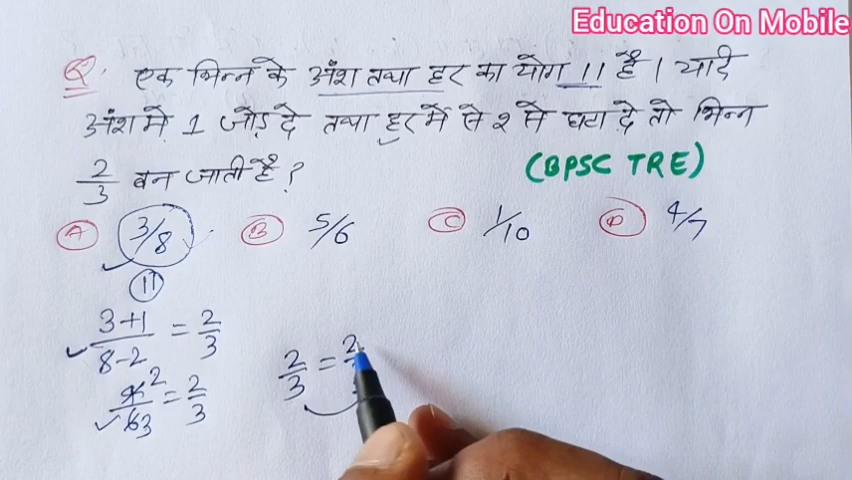 Education On Mobile
Q. एक भिन्न के अंश तथा हर का योग 11 है। यदि
अंश मे 1 जोड़ दे तथा हर में से 2 मे घटा दे तो भिन्न
2/3 बन जाती है?
(BPSC TRE)
A 3/8 B 5/6 C 1/10 D 4/7
11
3+1/8-2 = 2/3
4 2/6 3 = 2/3
2/3 = 2